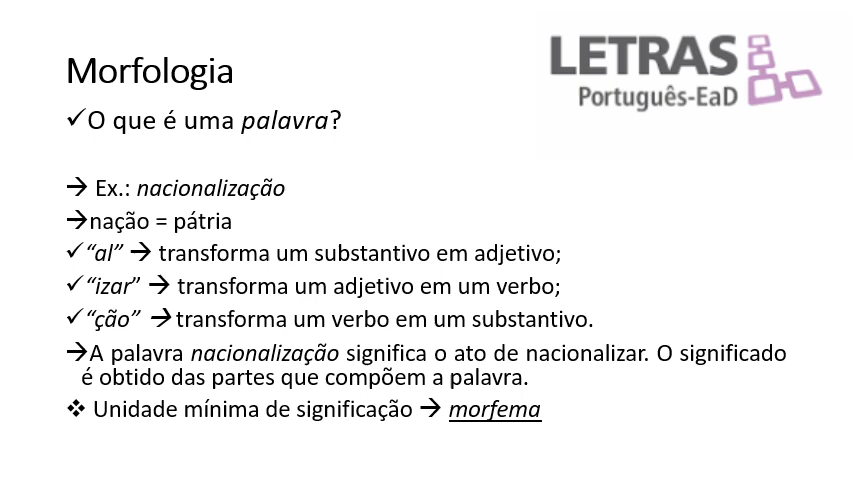 LETRAS
Português-EaD
Morfologia
✓O que é uma palavra?
→ Ex.: nacionalização
→nação = pátria
✓“al” → transforma um substantivo em adjetivo;
✓“izar” → transforma um adjetivo em um verbo;
✓“ção” → transforma um verbo em um substantivo.
→A palavra nacionalização significa o ato de nacionalizar. O significado
é obtido das partes que compõem a palavra.
❖ Unidade mínima de significação → morfema